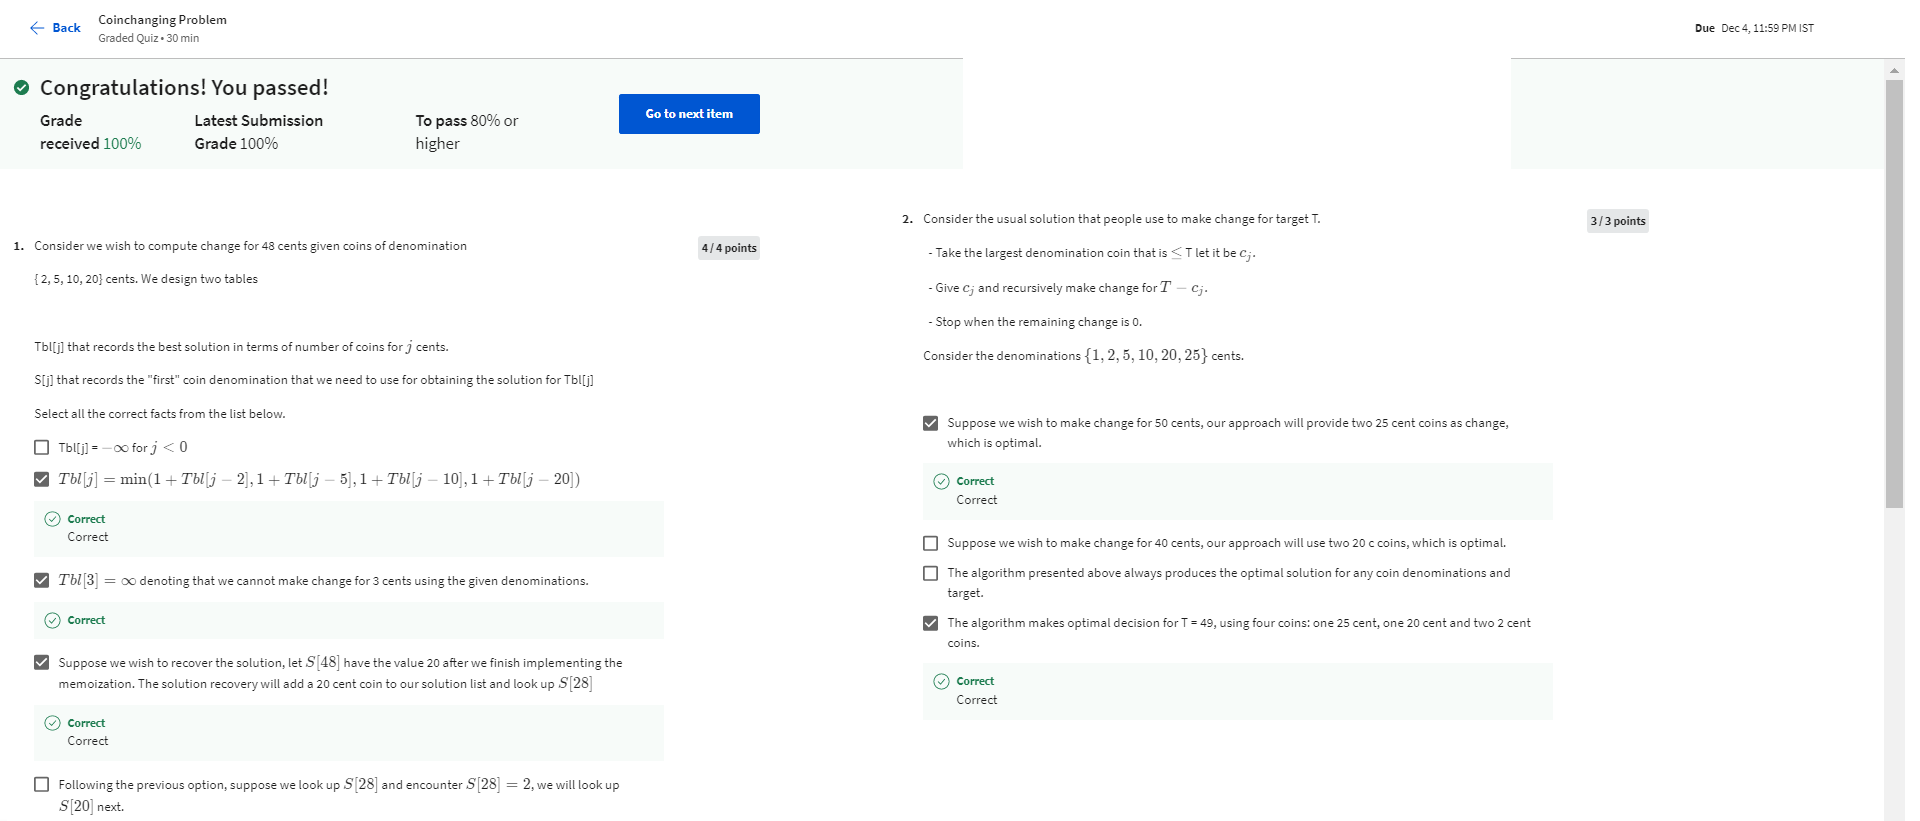 Back
Coinchanging Problem
Graded Quiz • 30 min
Due Dec 4, 11:59 PM IST
Congratulations! You passed!
Grade
received 100%
Latest Submission
Grade 100%
To pass 80% or
higher
Go to next item
1. Consider we wish to compute change for 48 cents given coins of denomination
4 / 4 points
{ 2, 5, 10, 20} cents. We design two tables
Tbl[j] that records the best solution in terms of number of coins for j cents.
S[j] that records the "first" coin denomination that we need to use for obtaining the solution for Tbl[j]
Select all the correct facts from the list below.
Tbl[j] = −∞ for j < 0
Tbl[j] = min(1 + Tbl[j − 2], 1 + Tbl[j − 5], 1 + Tbl[j − 10], 1 + Tbl[j − 20])
Correct
Correct
Tbl[3] = ∞ denoting that we cannot make change for 3 cents using the given denominations.
Correct
Suppose we wish to recover the solution, let S[48] have the value 20 after we finish implementing the
memoization. The solution recovery will add a 20 cent coin to our solution list and look up S[28]
Correct
Correct
Following the previous option, suppose we look up S[28] and encounter S[28] = 2, we will look up
S[20] next.
2. Consider the usual solution that people use to make change for target T.
3 / 3 points
- Take the largest denomination coin that is ≤ T let it be cj.
- Give cj and recursively make change for T − cj.
- Stop when the remaining change is 0.
Consider the denominations {1, 2, 5, 10, 20, 25} cents.
Suppose we wish to make change for 50 cents, our approach will provide two 25 cent coins as change,
which is optimal.
Correct
Correct
Suppose we wish to make change for 40 cents, our approach will use two 20 c coins, which is optimal.
The algorithm presented above always produces the optimal solution for any coin denominations and
target.
The algorithm makes optimal decision for T = 49, using four coins: one 25 cent, one 20 cent and two 2 cent
coins.
Correct
Correct